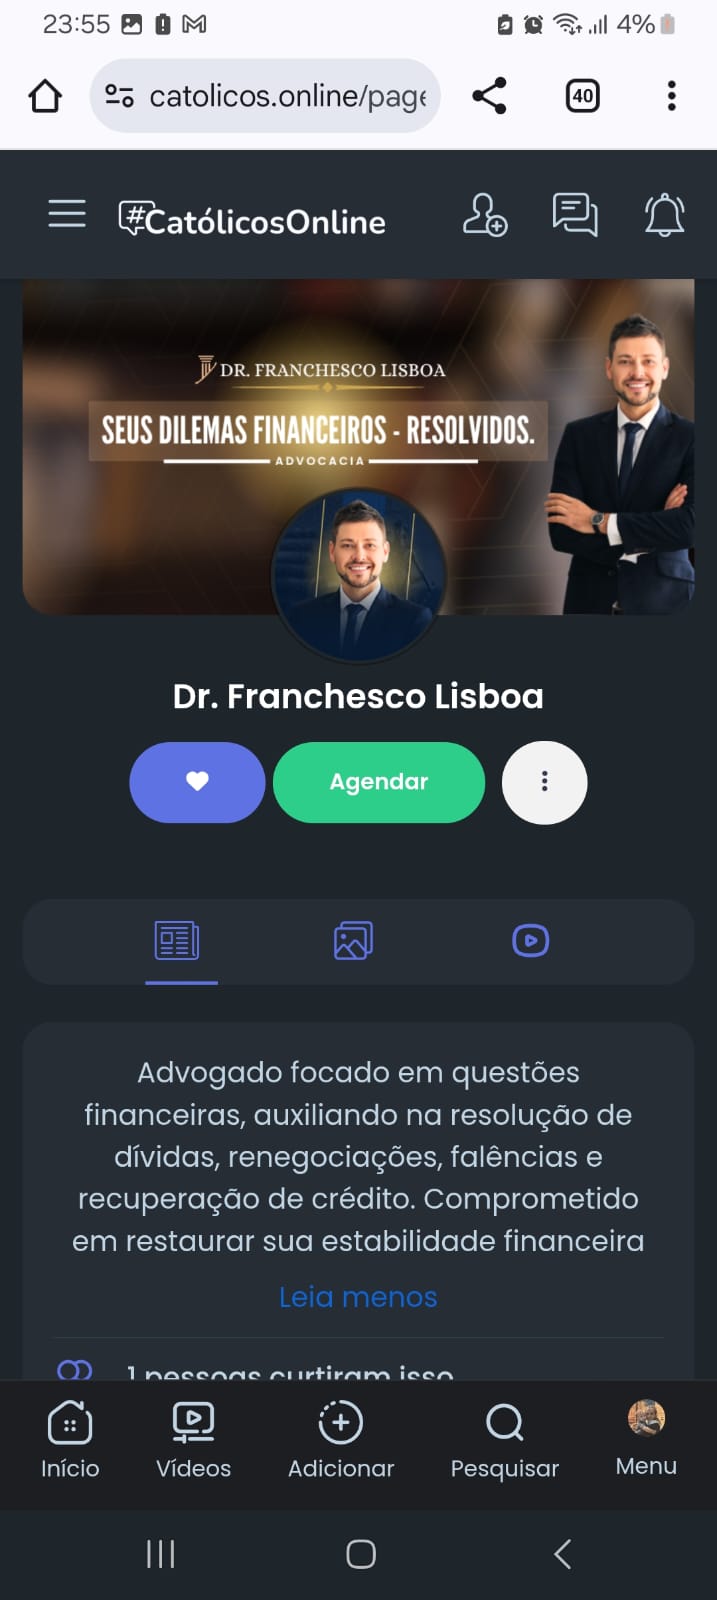 23:55
4%
catolicos.online/page
40
#CatólicosOnline
DR. FRANCHESCO LISBOA
SEUS DILEMAS FINANCEIROS - RESOLVIDOS.
ADVOCACIA
Dr. Franchesco Lisboa
Agendar
Advogado focado em questões
financeiras, auxiliando na resolução de
dívidas, renegociações, falências e
recuperação de crédito. Comprometido
em restaurar sua estabilidade financeira
Leia menos
1 pessoas curtiram isso
Início
Vídeos
Adicionar
Pesquisar
Menu